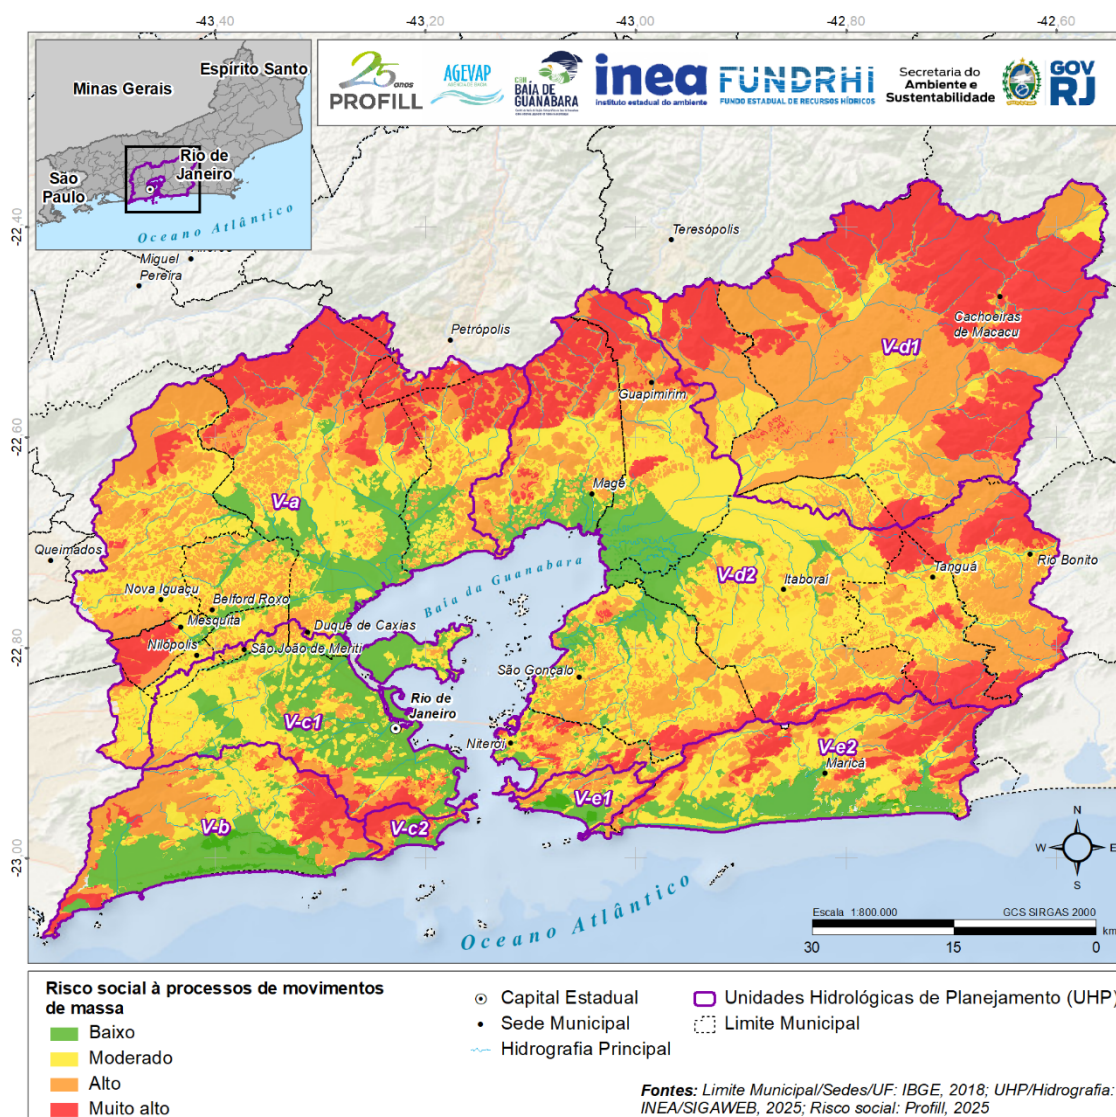 -43,40
-43,20
-43,00
-42,80
-42,60
Espírito Santo
Minas Gerais
Rio de
Janeiro
São
Paulo
Oceano Atlântico
25
anos
PROFILL
AGEVAP
CBH
BAÍA DE
GUANABARA
inea
instituto estadual do ambiente
FUNDRHI
FUNDO ESTADUAL DE RECURSOS HÍDRICOS
Secretaria do
Ambiente e
Sustentabilidade
GOV
RJ
-22,40
-22,60
-22,80
-23,00
Miguel
Pereira
Teresópolis
Petrópolis
Cachoeiras
de Macacu
V-d1
Guapimirim
Magé
V-a
Queimados
Nova Iguaçu
Belford Roxo
Mesquita
Nilópolis
Duque de Caxias
São João de Meriti
Baía da Guanabara
V-d2
Itaboraí
Tanguá
Rio Bonito
São Gonçalo
Rio de
Janeiro
V-c1
Niterói
V-e2
Maricá
V-e1
V-b
V-c2
Oceano Atlântico
N
W
E
S
Escala 1:800.000
GCS SIRGAS 2000
km
30
15
0
Risco social à processos de movimentos
de massa
Baixo
Moderado
Alto
Muito alto
Capital Estadual
Sede Municipal
Hidrografia Principal
Unidades Hidrológicas de Planejamento (UHP)
Limite Municipal
Fontes: Limite Municipal/Sedes/UF: IBGE, 2018; UHP/Hidrografia:
INEA/SIGAWEB, 2025; Risco social: Profill, 2025